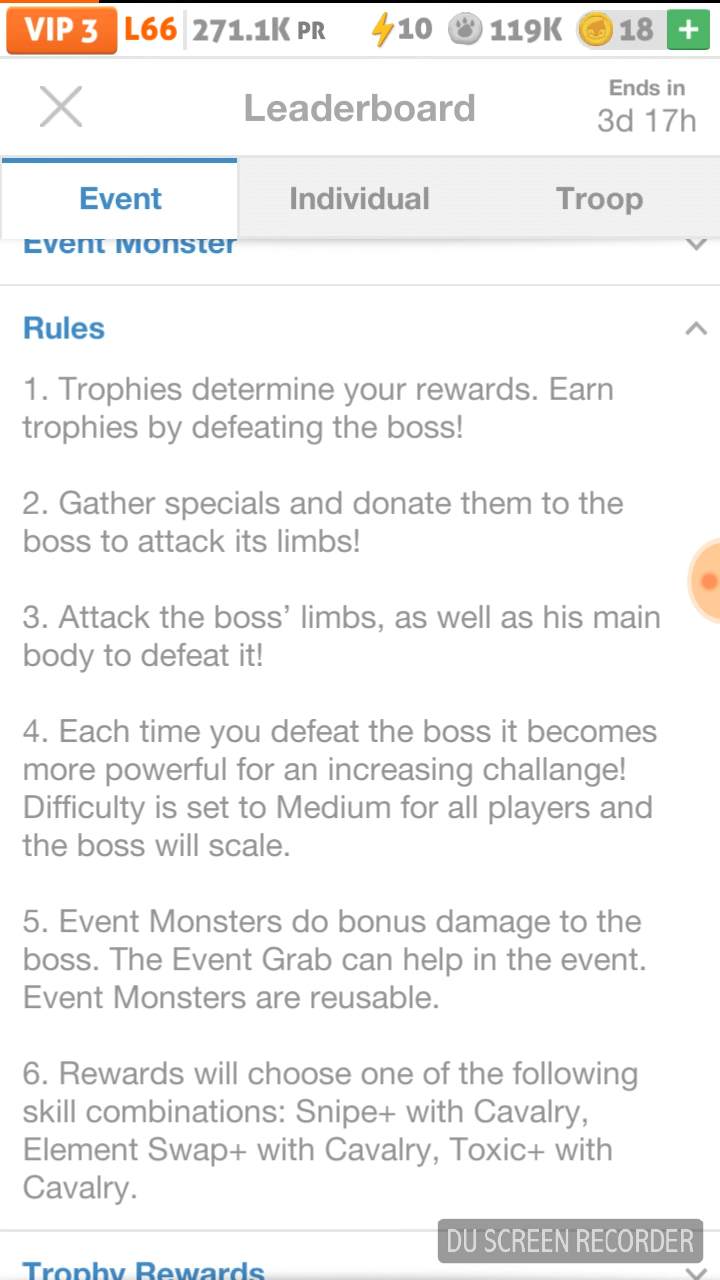 VIP 3 L66 271.1K PR 10 119K 18 +
Ends in
Leaderboard
3d 17h
Event Individual Troop
Event Monster
Rules
1. Trophies determine your rewards. Earn
trophies by defeating the boss!
2. Gather specials and donate them to the
boss to attack its limbs!
3. Attack the boss’ limbs, as well as his main
body to defeat it!
4. Each time you defeat the boss it becomes
more powerful for an increasing challange!
Difficulty is set to Medium for all players and
the boss will scale.
5. Event Monsters do bonus damage to the
boss. The Event Grab can help in the event.
Event Monsters are reusable.
6. Rewards will choose one of the following
skill combinations: Snipe+ with Cavalry,
Element Swap+ with Cavalry, Toxic+ with
Cavalry.
DU SCREEN RECORDER
Trophy Rewards